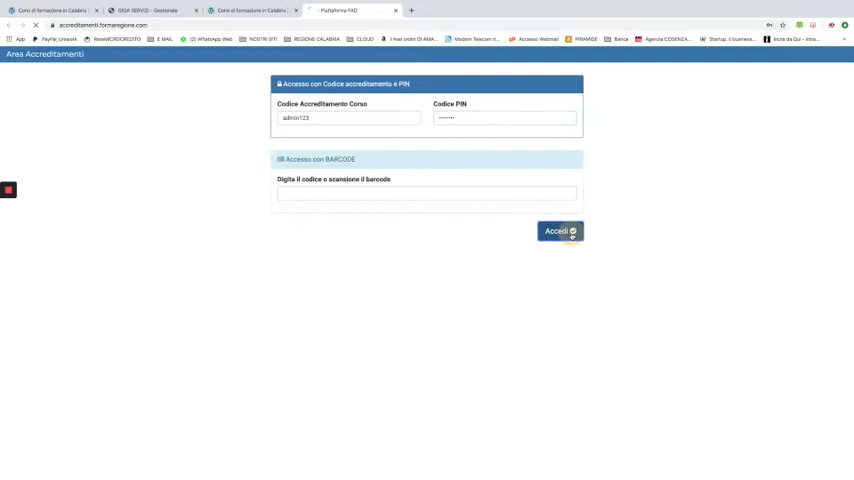 Corsi di formazione in Calabria
GIGA SERVIZI - Gestionale
Corsi di formazione in Calabria
- Piattaforma FAD
accreditamenti.formaregione.com
App
PayPal_Uniwork
ReteMICROCREDITO
E MAIL
(2) WhatsApp Web
NOSTRI SITI
REGIONE CALABRIA
CLOUD
I miei ordini DI AMA...
Modem Telecom It...
Accesso Webmail
PIRAMIDE
Banca
Agenzia COSENZA...
Startup: il business...
Inizia da Qui - Intro...
Area Accreditamenti
Accesso con Codice accreditamento e PIN
Codice Accreditamento Corso
Codice PIN
admin123
••••••••
Accesso con BARCODE
Digita il codice o scansione il barcode
Accedi